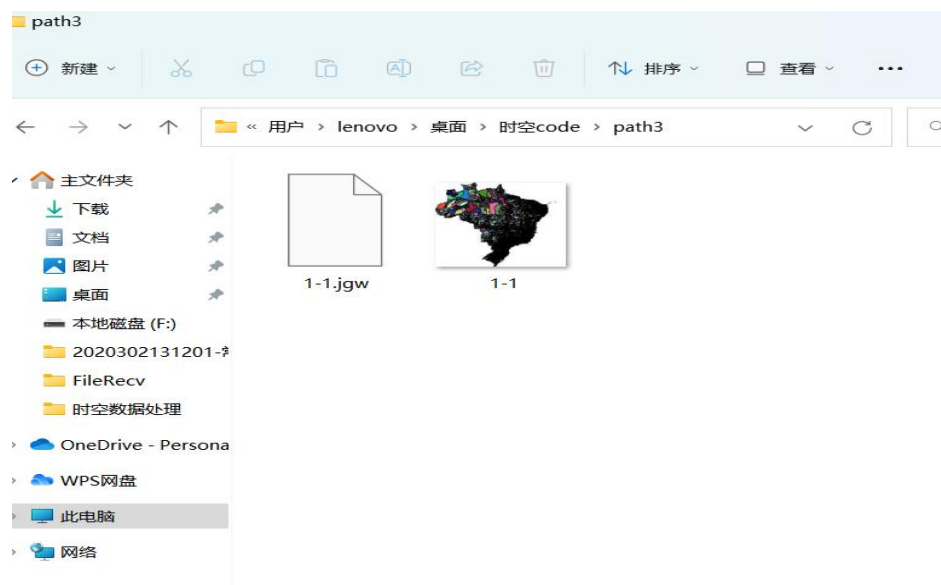 path3
新建
排序
查看
« 用户 > lenovo > 桌面 > 时空code > path3
主文件夹
下载
文档
图片
桌面
本地磁盘 (F:)
2020302131201-
FileRecv
时空数据处理
OneDrive - Persona
WPS网盘
此电脑
网络
1-1.jgw
1-1